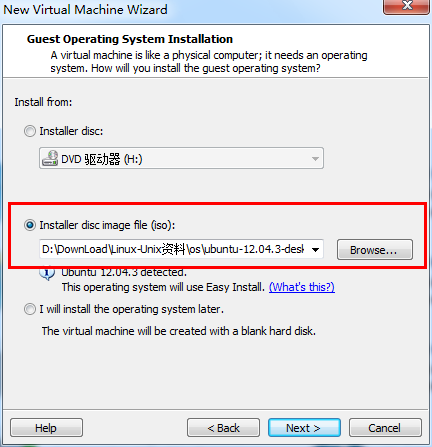 New Virtual Machine Wizard
Guest Operating System Installation
A virtual machine is like a physical computer; it needs an operating
system. How will you install the guest operating system?
Install from:
Installer disc:
DVD 驱动器 (H:)
Installer disc image file (iso):
D:\DownLoad\Linux-Unix资料\os\ubuntu-12.04.3-desk
Browse...
Ubuntu 12.04.3 detected.
This operating system will use Easy Install. (What's this?)
I will install the operating system later.
The virtual machine will be created with a blank hard disk.
Help < Back Next > Cancel